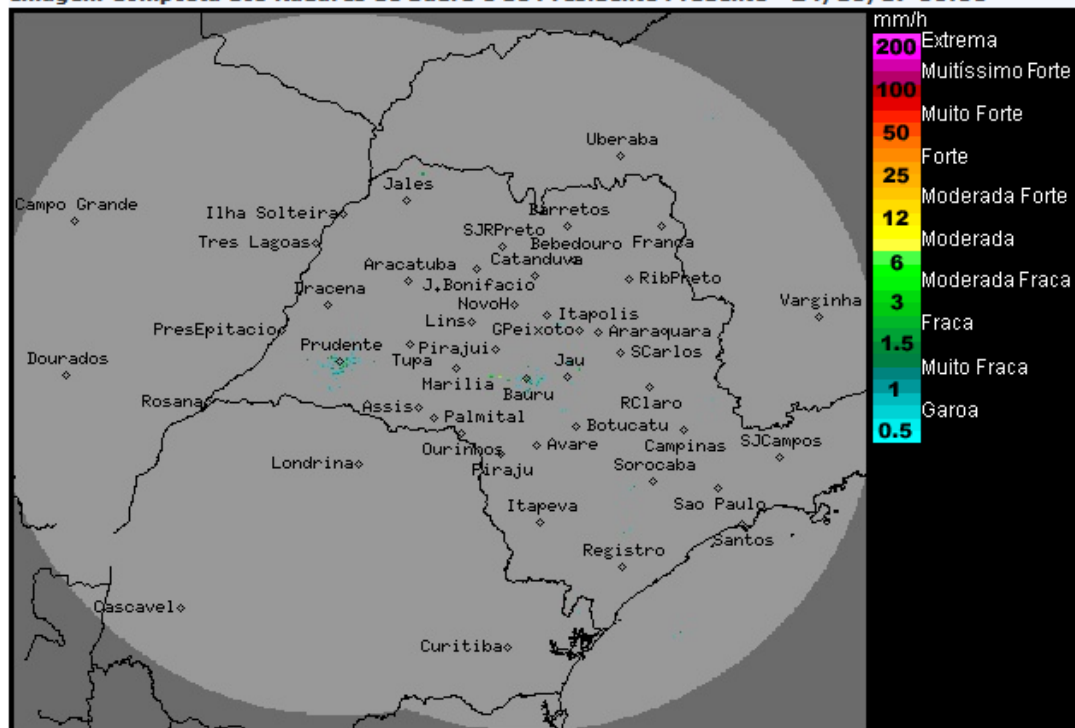 mm/h
200 Extrema
Muitíssimo Forte
100
Muito Forte
50
Forte
25
Moderada Forte
12
Moderada
6
Moderada Fraca
3
Fraca
1.5
Muito Fraca
1
Garoa
0.5
Uberaba
Jales
Campo Grande
Ilha Solteira
Barretos
SJRPreto
Tres Lagoas
Bebedouro
Franca
Catanduva
Aracatuba
J.Bonifacio
RibPreto
Dracena
NovoH
Varginha
Itapolis
PresEpitacio
Lins
GPeixoto
Araraquara
Prudente
Dourados
Tupa
Pirajui
SCarlos
Jau
Marilia
Bauru
Rosana
Assis
RClaro
Palmital
Botucatu
Ourinhos
Avare
Campinas
SJCampos
Londrina
Piraju
Sorocaba
Itapeva
Sao Paulo
Santos
Registro
Cascavel
Curitiba